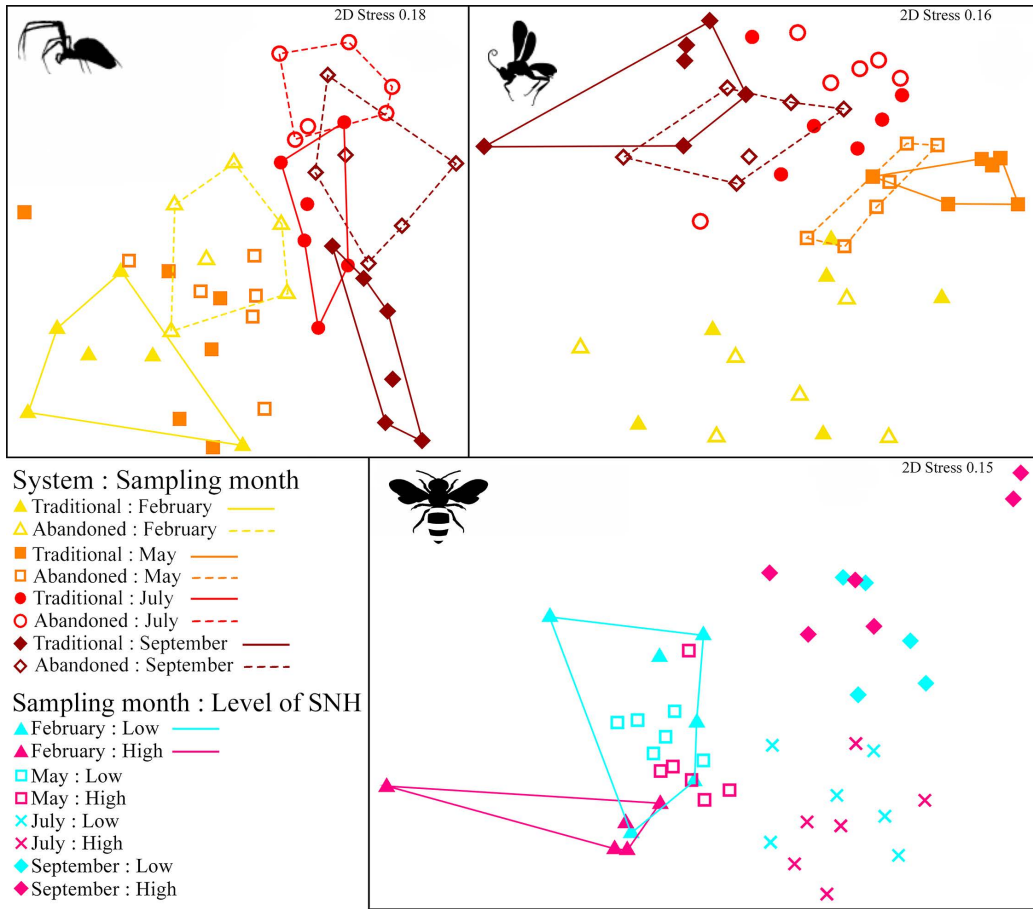 2D Stress 0.18
2D Stress 0.16
System : Sampling month
Traditional : February
Abandoned : February
Traditional : May
Abandoned : May
Traditional : July
Abandoned : July
Traditional : September
Abandoned : September
Sampling month : Level of SNH
February : Low
February : High
May : Low
May : High
July : Low
July : High
September : Low
September : High
2D Stress 0.15